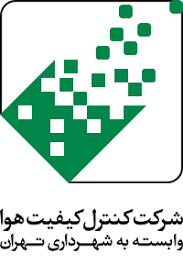 شرکت کنترل کیفیت هوا
وابسته به شهرداری تهران